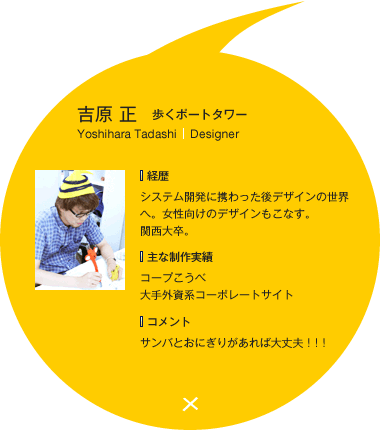 吉原 正　歩くポートタワー
Yoshihara Tadashi | Designer
経歴
システム開発に携わった後デザインの世界
へ。女性向けのデザインもこなす。
関西大卒。
主な制作実績
コープこうべ
大手外資系コーポレートサイト
コメント
サンバとおにぎりがあれば大丈夫！！！